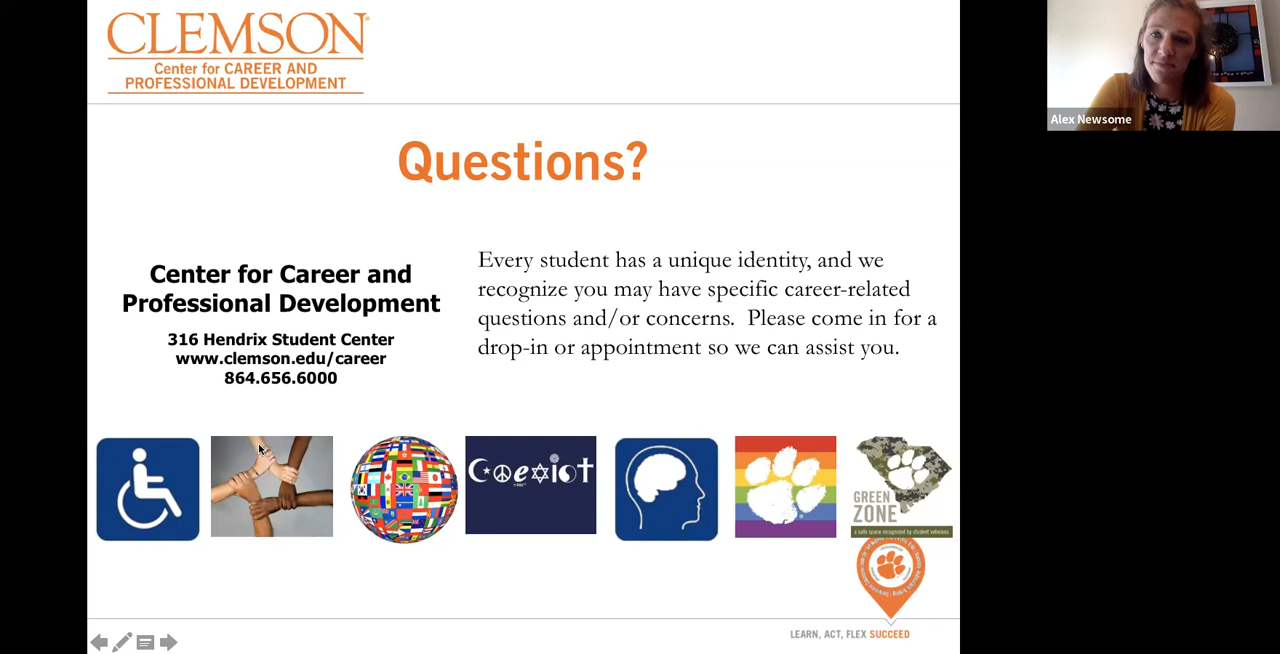 CLEMSON
Center for CAREER AND
PROFESSIONAL DEVELOPMENT
Alex Newsome
Questions?
Center for Career and
Professional Development
316 Hendrix Student Center
www.clemson.edu/career
864.656.6000
Every student has a unique identity, and we
recognize you may have specific career-related
questions and/or concerns. Please come in for a
drop-in or appointment so we can assist you.
Coexist
GREEN
ZONE
a safe space recognized by student veterans
LEARN, ACT, FLEX SUCCEED